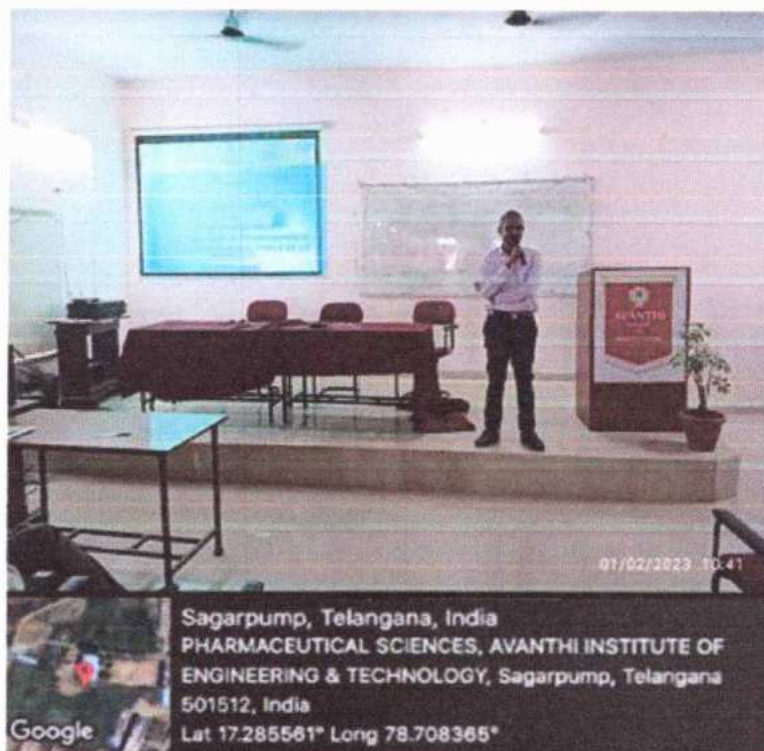 AVANTHI
01/02/2023 10:41
Sagarpump, Telangana, India
PHARMACEUTICAL SCIENCES, AVANTHI INSTITUTE OF
ENGINEERING & TECHNOLOGY, Sagarpump, Telangana
501512, India
Lat 17.285561° Long 78.708365°
Google